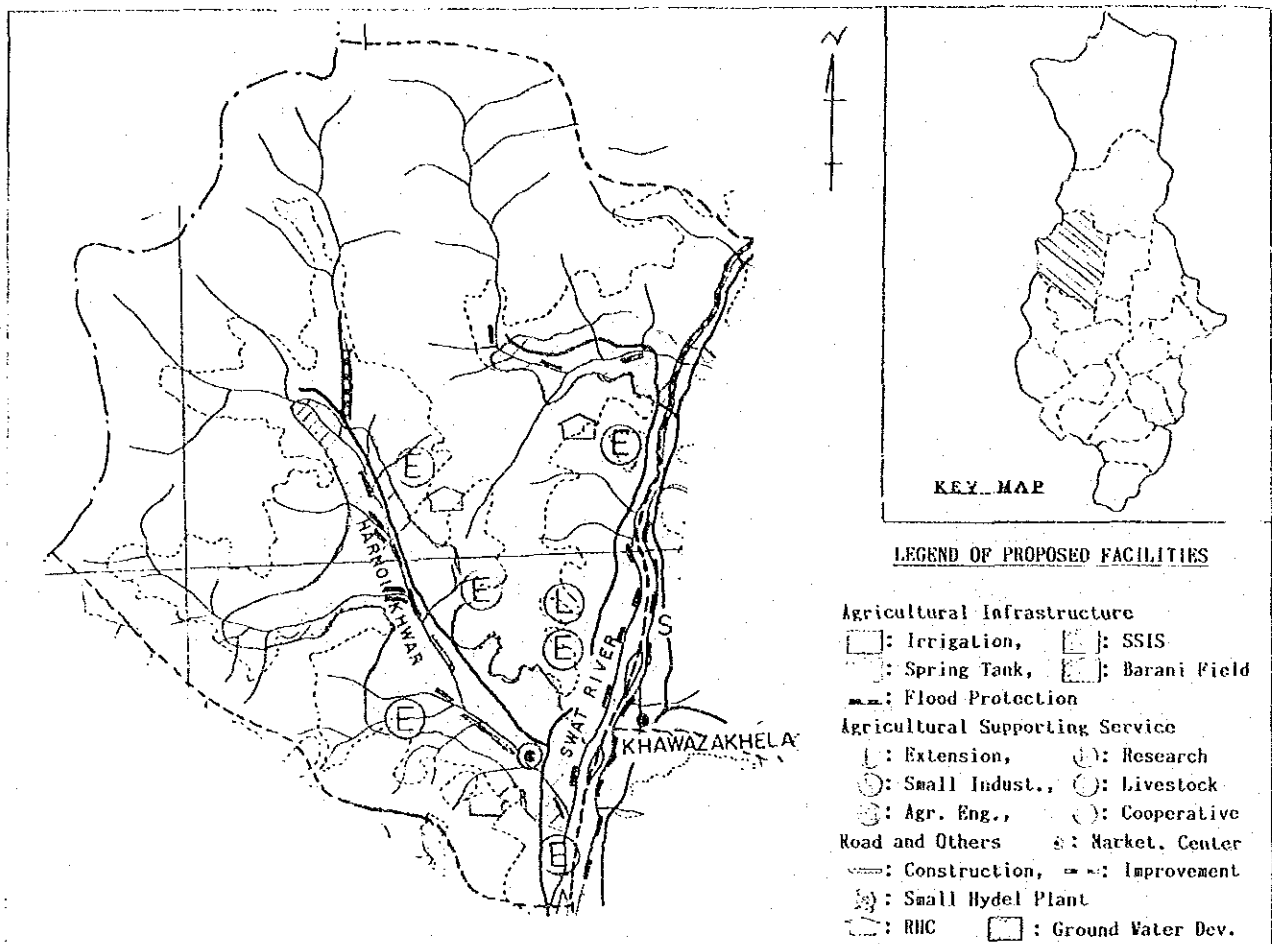 N
E
E
E
L
E
E
E
HARNOI KHWAR
SWAT RIVER
S
KHAWAZAKHELA
KEY MAP
LEGEND OF PROPOSED FACILITIES
Agricultural Infrastructure
: Irrigation, : SSIS
: Spring Tank, : Barani Field
: Flood Protection
Agricultural Supporting Service
: Extension, : Research
: Small Indust., : Livestock
: Agr. Eng., : Cooperative
Road and Others : Market. Center
: Construction, : Improvement
: Small Hydel Plant
: RHC : Ground Water Dev.